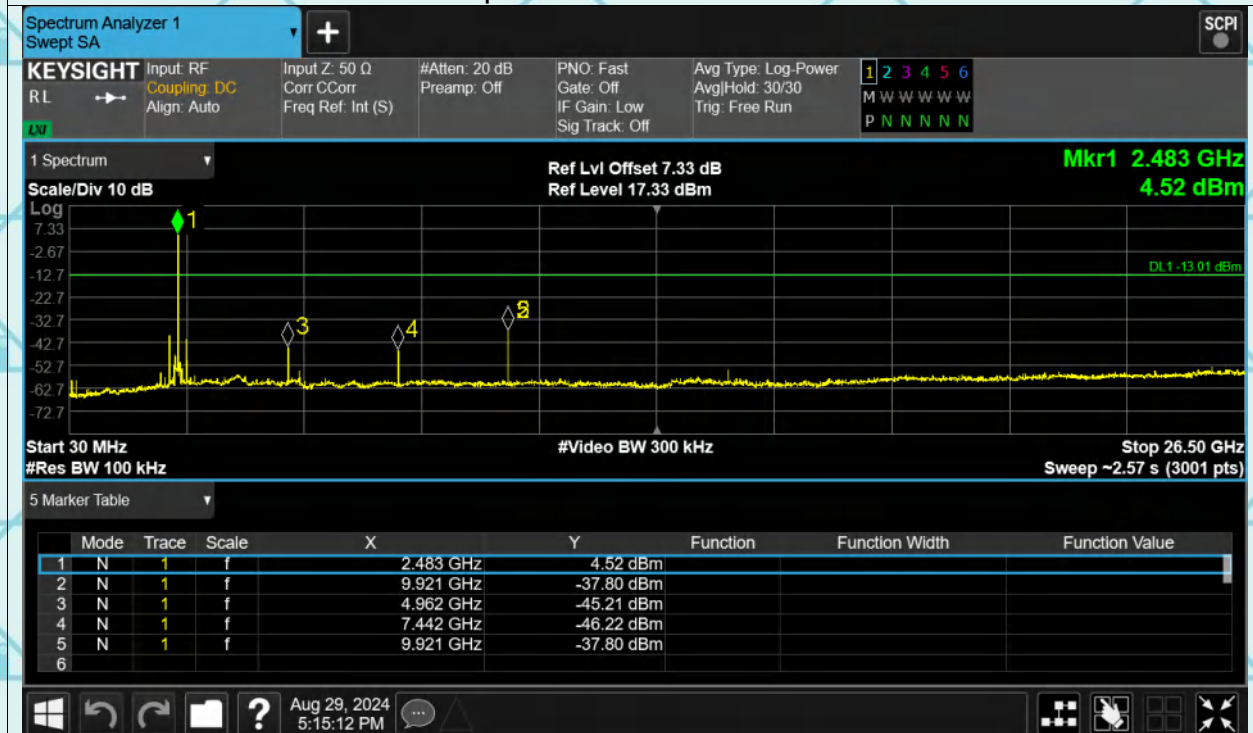 Spectrum Analyzer 1
Swept SA
+
SCPI
KEYSIGHT
RL
LXI
Input: RF
Coupling: DC
Align: Auto
Input Z: 50 Ω
Corr CCorr
Freq Ref: Int (S)
#Atten: 20 dB
Preamp: Off
PNO: Fast
Gate: Off
IF Gain: Low
Sig Track: Off
Avg Type: Log-Power
Avg|Hold: 30/30
Trig: Free Run
1 2 3 4 5 6
M W W W W W
P N N N N N
1 Spectrum
Scale/Div 10 dB
Ref Lvl Offset 7.33 dB
Ref Level 17.33 dBm
Mkr1 2.483 GHz
4.52 dBm
Log
7.33
-2.67
-12.7
-22.7
-32.7
-42.7
-52.7
-62.7
-72.7
1
3
4
DL1 -13.01 dBm
Start 30 MHz
#Res BW 100 kHz
#Video BW 300 kHz
Stop 26.50 GHz
Sweep ~2.57 s (3001 pts)
5 Marker Table
Mode Trace Scale X Y Function Function Width Function Value
1 N 1 f 2.483 GHz 4.52 dBm
2 N 1 f 9.921 GHz -37.80 dBm
3 N 1 f 4.962 GHz -45.21 dBm
4 N 1 f 7.442 GHz -46.22 dBm
5 N 1 f 9.921 GHz -37.80 dBm
6
?
Aug 29, 2024
5:15:12 PM